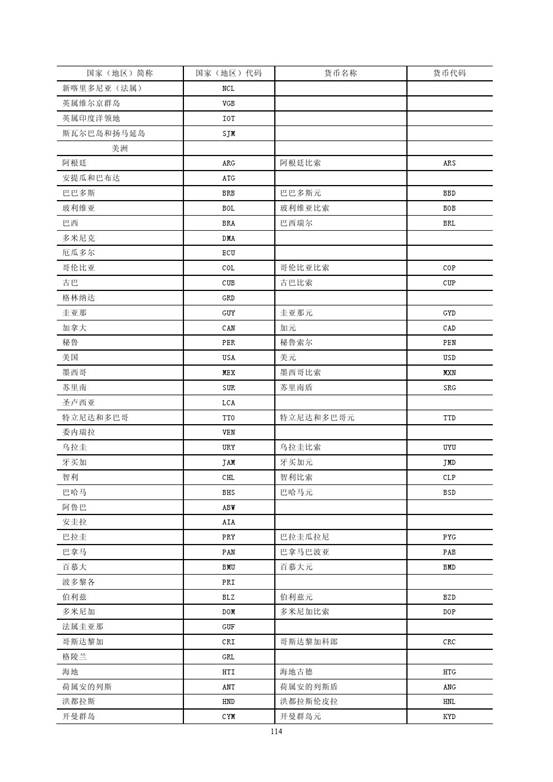 国家（地区）简称 国家（地区）代码 货币名称 货币代码
新喀里多尼亚（法属） NCL
英属维尔京群岛 VGB
英属印度洋领地 IOT
斯瓦尔巴岛和扬马延岛 SJM
美洲
阿根廷 ARG 阿根廷比索 ARS
安提瓜和巴布达 ATG
巴巴多斯 BRB 巴巴多斯元 BBD
玻利维亚 BOL 玻利维亚比索 BOB
巴西 BRA 巴西瑞尔 BRL
多米尼克 DMA
厄瓜多尔 ECU
哥伦比亚 COL 哥伦比亚比索 COP
古巴 CUB 古巴比索 CUP
格林纳达 GRD
圭亚那 GUY 圭亚那元 GYD
加拿大 CAN 加元 CAD
秘鲁 PER 秘鲁索尔 PEN
美国 USA 美元 USD
墨西哥 MEX 墨西哥比索 MXN
苏里南 SUR 苏里南盾 SRG
圣卢西亚 LCA
特立尼达和多巴哥 TTO 特立尼达和多巴哥元 TTD
委内瑞拉 VEN
乌拉圭 URY 乌拉圭比索 UYU
牙买加 JAM 牙买加元 JMD
智利 CHL 智利比索 CLP
巴哈马 BHS 巴哈马元 BSD
阿鲁巴 ABW
安圭拉 AIA
巴拉圭 PRY 巴拉圭瓜拉尼 PYG
巴拿马 PAN 巴拿马巴波亚 PAB
百慕大 BMU 百慕大元 BMD
波多黎各 PRI
伯利兹 BLZ 伯利兹元 BZD
多米尼加 DOM 多米尼加比索 DOP
法属圭亚那 GUF
哥斯达黎加 CRI 哥斯达黎加科郎 CRC
格陵兰 GRL
海地 HTI 海地古德 HTG
荷属安的列斯 ANT 荷属安的列斯盾 ANG
洪都拉斯 HND 洪都拉斯伦皮拉 HNL
开曼群岛 CYM 开曼群岛元 KYD
114